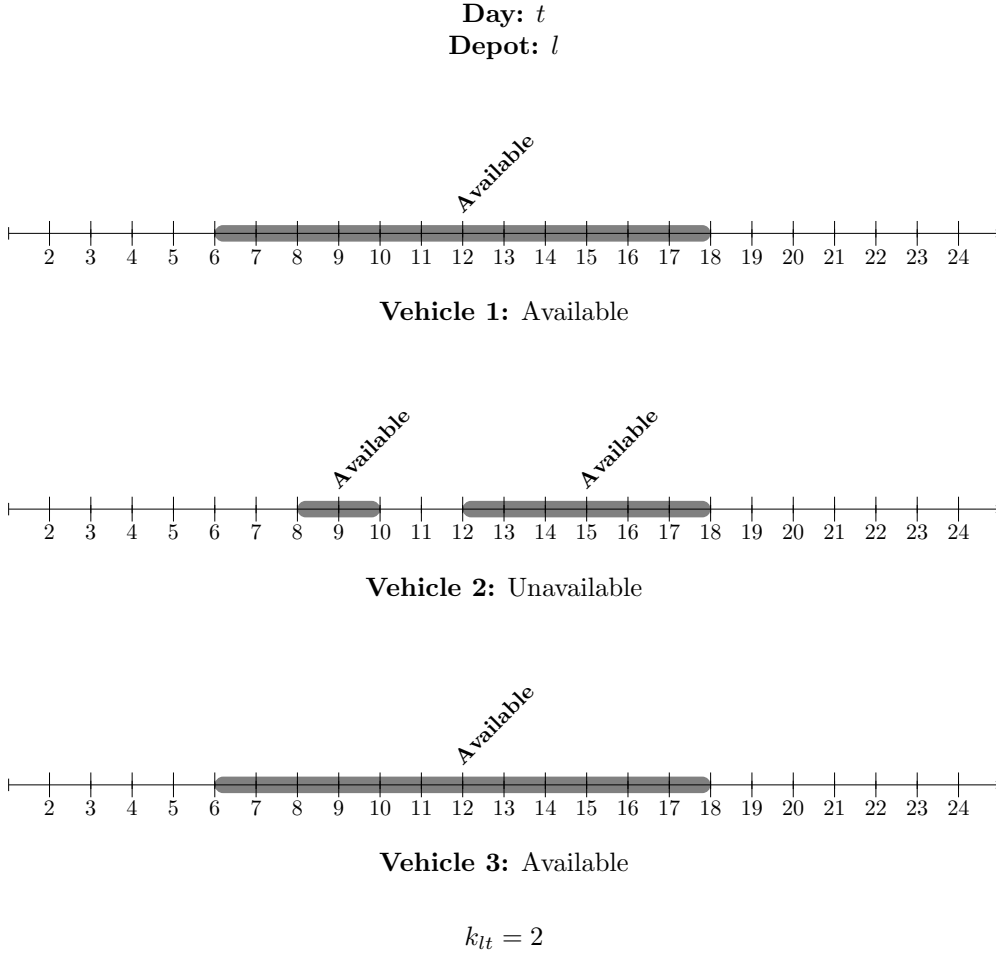 Day: t
Depot: l
Available
2 3 4 5 6 7 8 9 10 11 12 13 14 15 16 17 18 19 20 21 22 23 24
Vehicle 1: Available
Available Available
2 3 4 5 6 7 8 9 10 11 12 13 14 15 16 17 18 19 20 21 22 23 24
Vehicle 2: Unavailable
Available
2 3 4 5 6 7 8 9 10 11 12 13 14 15 16 17 18 19 20 21 22 23 24
Vehicle 3: Available
k_{lt} = 2